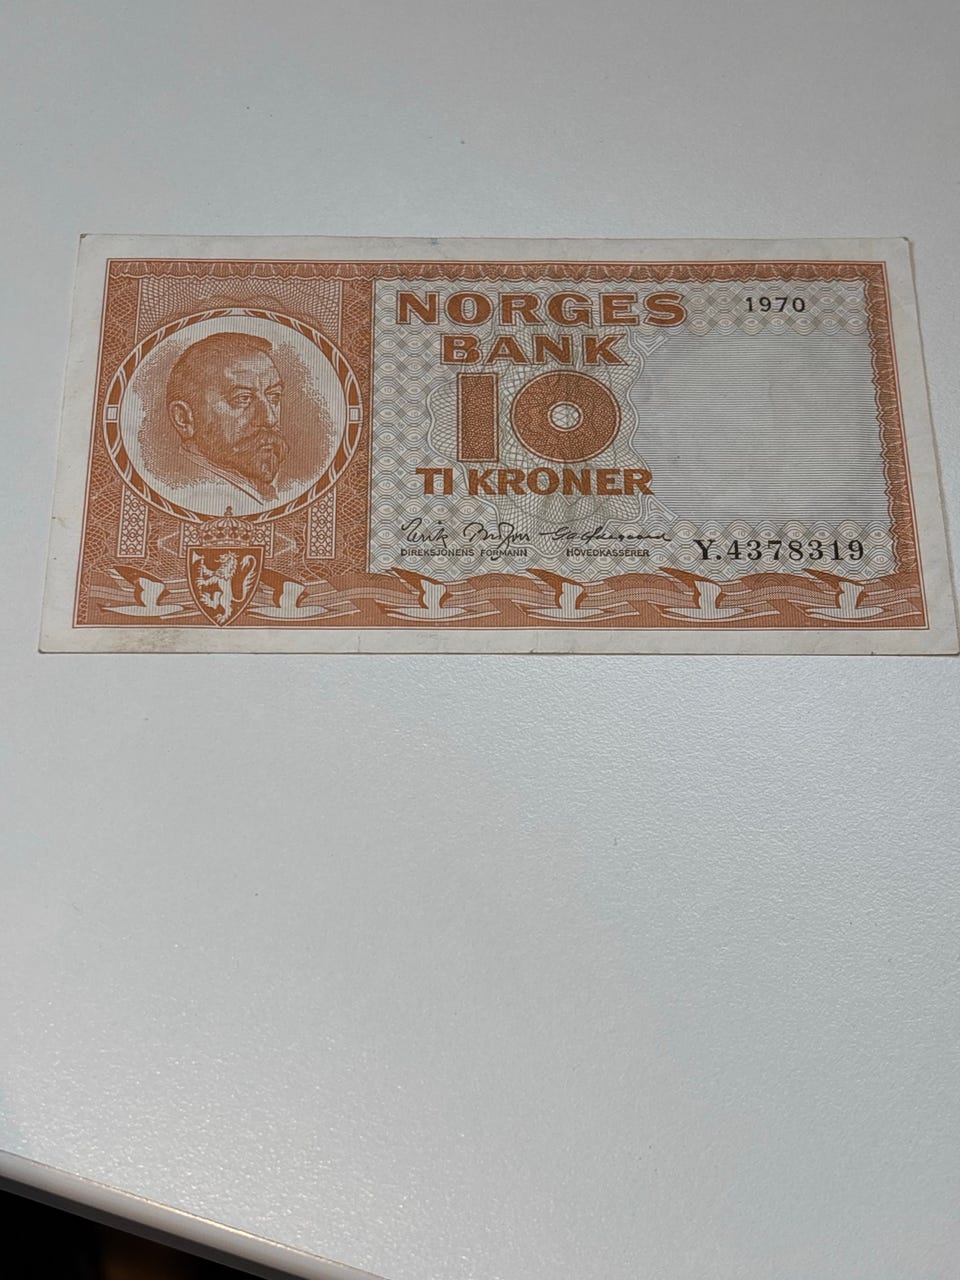 NORGES
1970
BANK
10
TI KRONER
DIREKSJONENS FORMANN
HOVEDKASSERER
Y.4378319